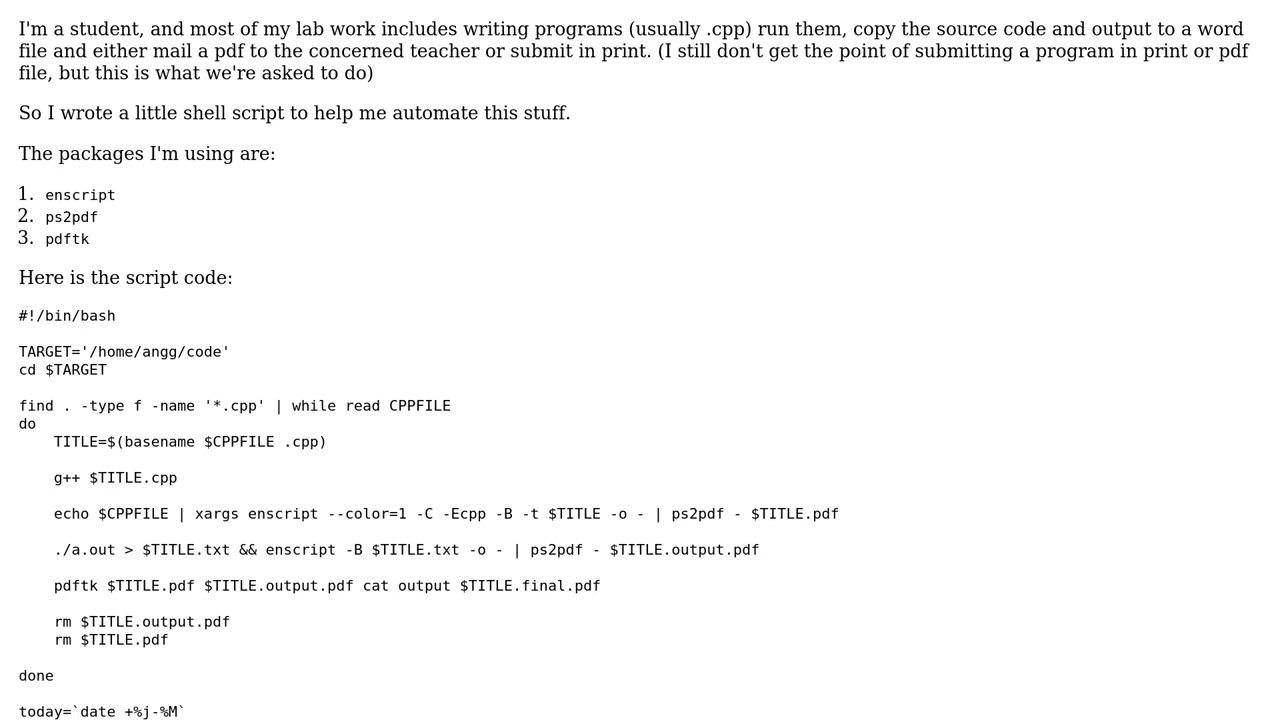 I'm a student, and most of my lab work includes writing programs (usually .cpp) run them, copy the source code and output to a word
file and either mail a pdf to the concerned teacher or submit in print. (I still don't get the point of submitting a program in print or pdf
file, but this is what we're asked to do)
So I wrote a little shell script to help me automate this stuff.
The packages I'm using are:
1. enscript
2. ps2pdf
3. pdftk
Here is the script code:
#!/bin/bash
TARGET='/home/angg/code'
cd $TARGET
find . -type f -name '*.cpp' | while read CPPFILE
do
    TITLE=$(basename $CPPFILE .cpp)
    g++ $TITLE.cpp
    echo $CPPFILE | xargs enscript --color=1 -C -Ecpp -B -t $TITLE -o - | ps2pdf - $TITLE.pdf
    ./a.out > $TITLE.txt && enscript -B $TITLE.txt -o - | ps2pdf - $TITLE.output.pdf
    pdftk $TITLE.pdf $TITLE.output.pdf cat output $TITLE.final.pdf
    rm $TITLE.output.pdf
    rm $TITLE.pdf
done
today=`date +%j-%M`